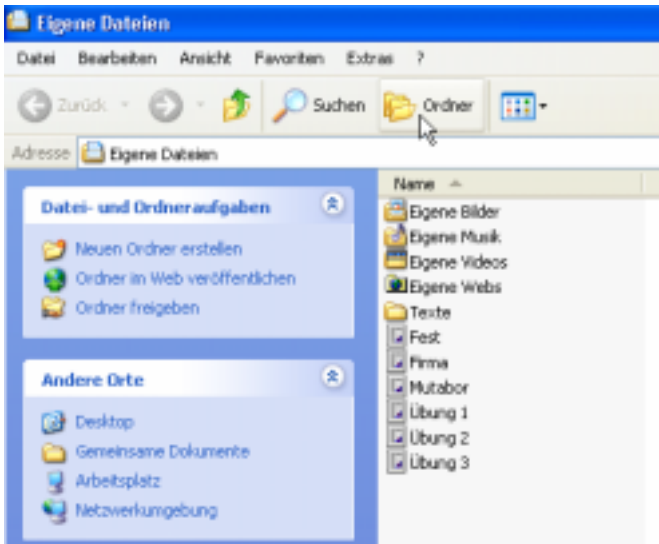 Eigene Dateien
Datei Bearbeiten Ansicht Favoriten Extras ?
Zurück Suchen Ordner
Adresse Eigene Dateien
Datei- und Ordneraufgaben
Neuen Ordner erstellen
Ordner im Web veröffentlichen
Ordner freigeben
Andere Orte
Desktop
Gemeinsame Dokumente
Arbeitsplatz
Netzwerkumgebung
Name
Eigene Bilder
Eigene Musik
Eigene Videos
Eigene Webs
Texte
Fest
Firma
Mutabor
Übung 1
Übung 2
Übung 3